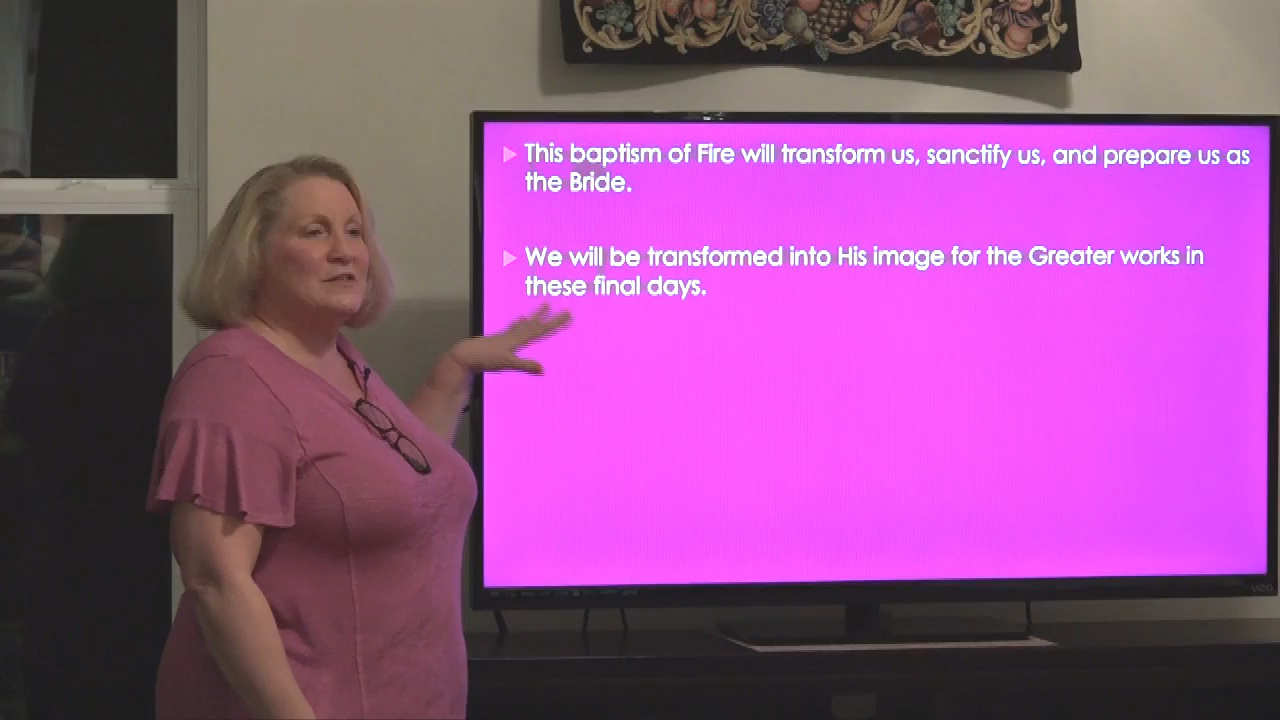 This baptism of Fire will transform us, sanctify us, and prepare us as
the Bride.
We will be transformed into His image for the Greater works in
these final days.
VIZIO